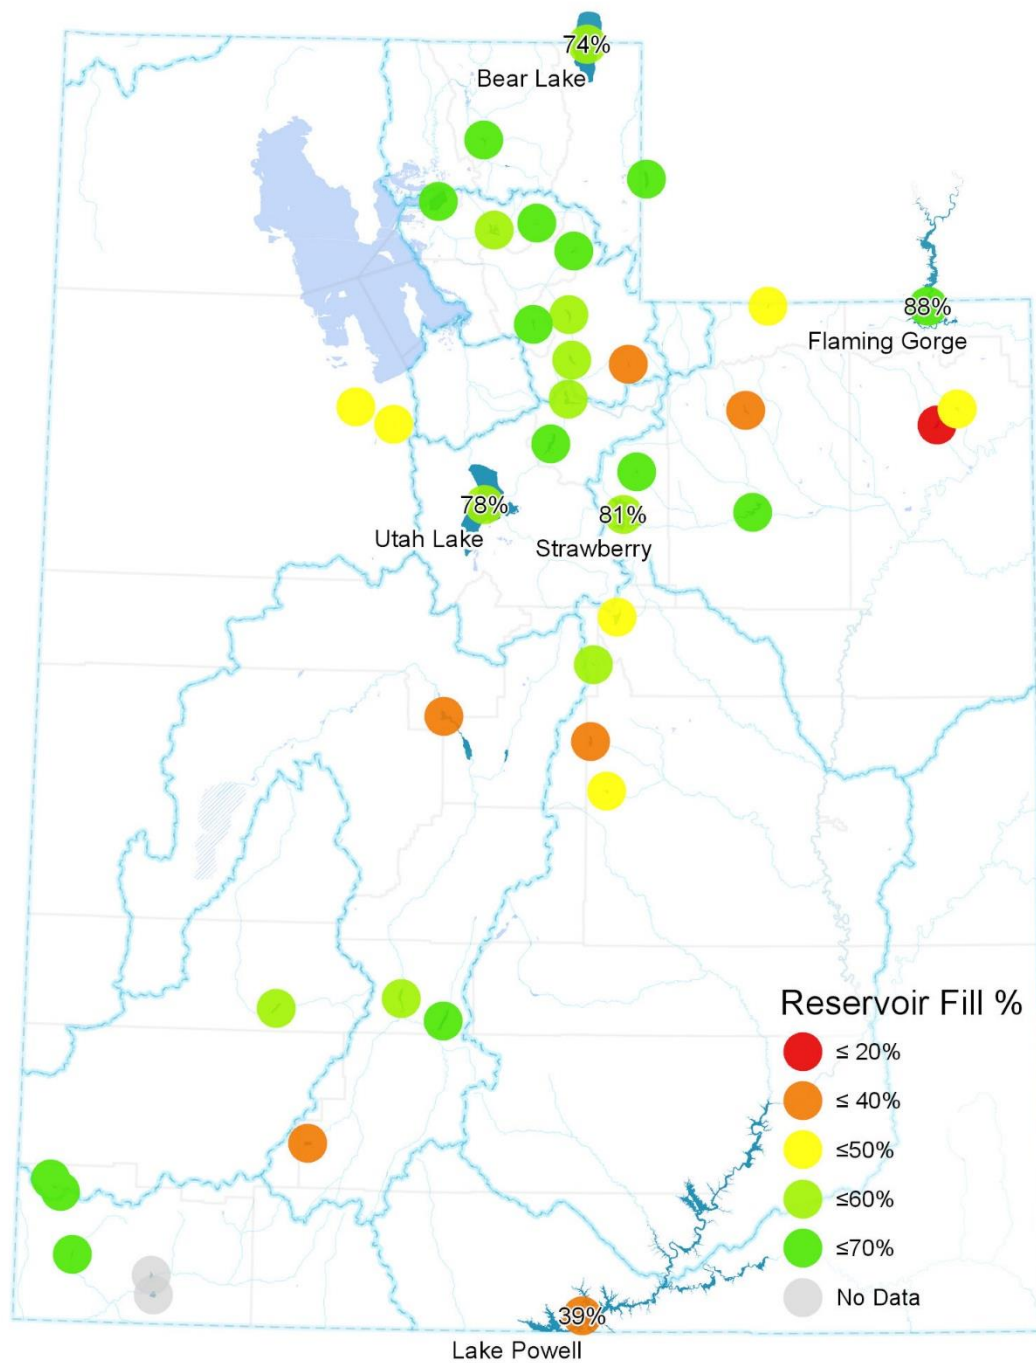 74%
Bear Lake
88%
Flaming Gorge
78%
Utah Lake
81%
Strawberry
Reservoir Fill %
≤ 20%
≤ 40%
≤50%
≤60%
≤70%
No Data
39%
Lake Powell